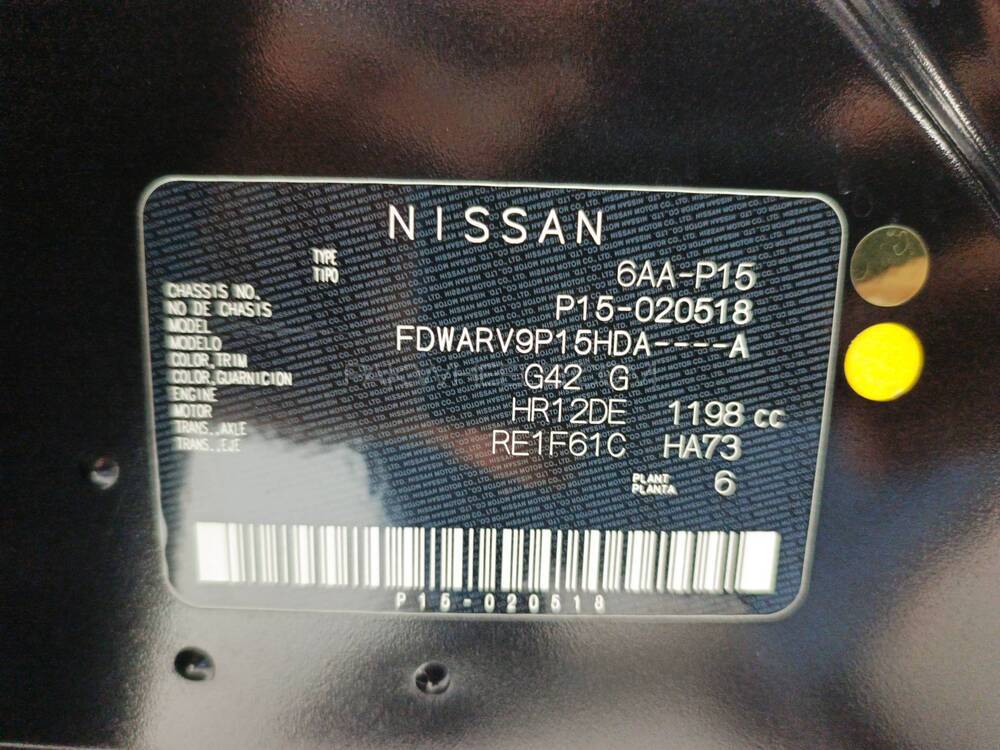 NISSAN
TYPE
TIPO
6AA-P15
CHASSIS NO.
NO DE CHASIS
P15-020518
MODEL
MODELO
FDWARV9P15HDA----A
COLOR,TRIM
COLOR,GUARNICION
G42 G
ENGINE
MOTOR
HR12DE 1198 cc
TRANS.,AXLE
TRANS.,EJE
RE1F61C HA73
PLANT
PLANTA
6
P15-020518